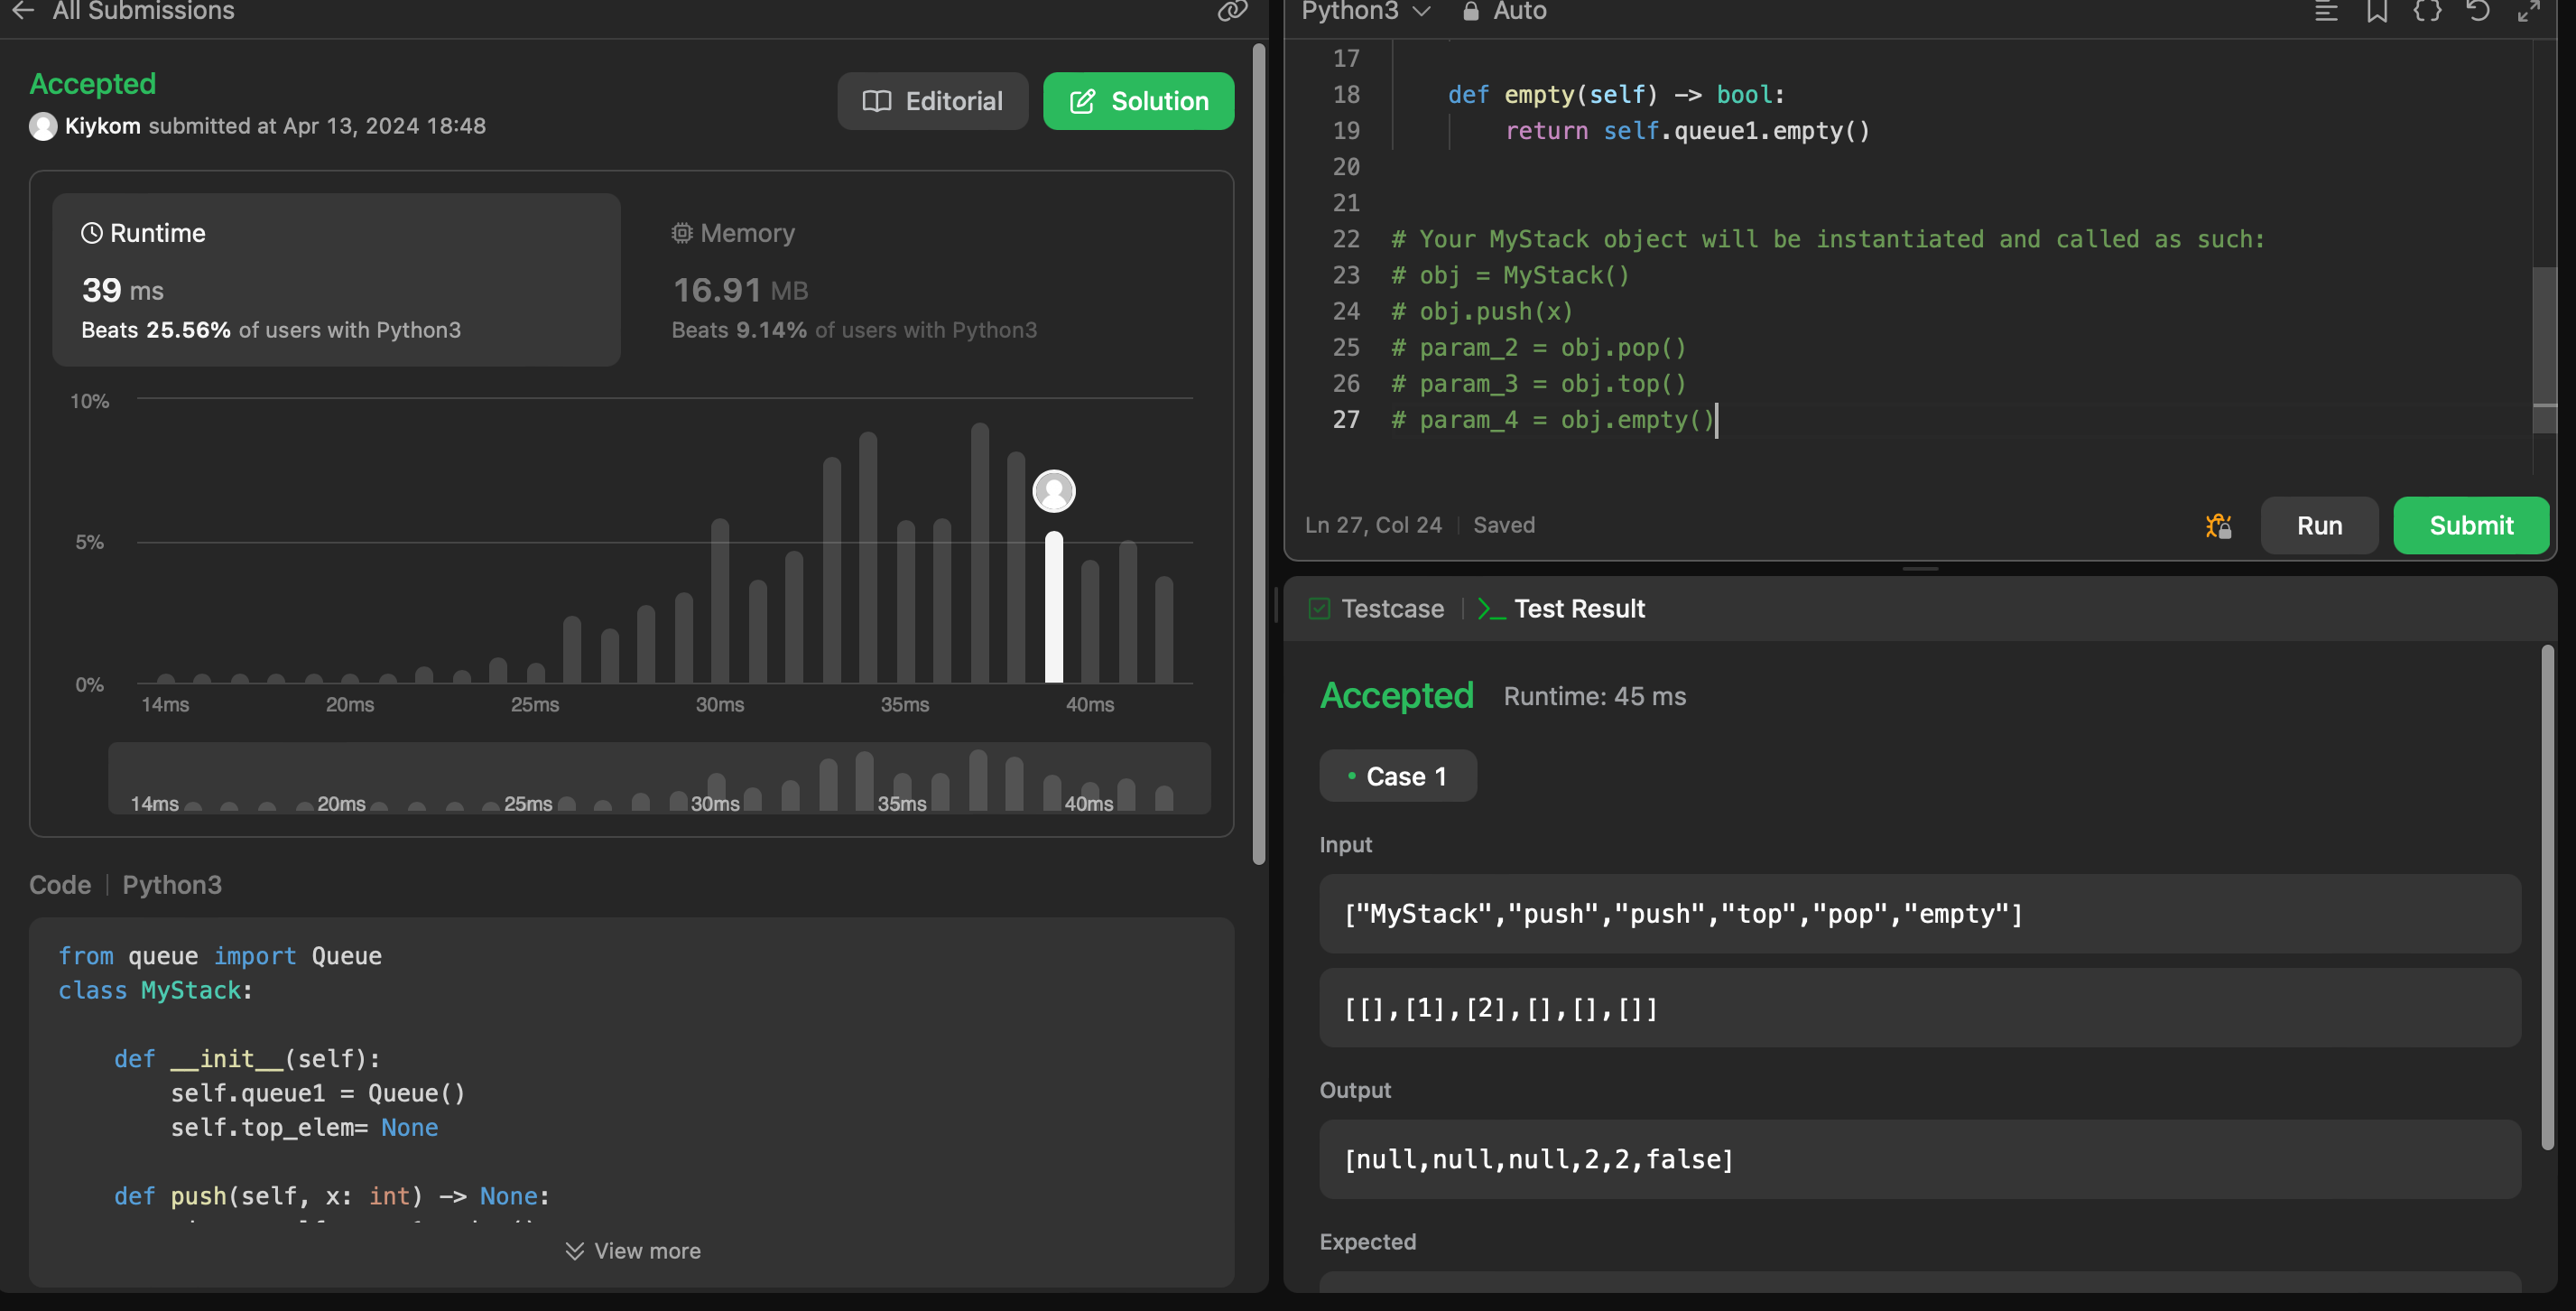 All Submissions
Accepted
Kiykom submitted at Apr 13, 2024 18:48
Editorial
Solution
Runtime
39 ms
Beats 25.56% of users with Python3
Memory
16.91 MB
Beats 9.14% of users with Python3
10%
5%
0%
14ms 20ms 25ms 30ms 35ms 40ms
14ms 20ms 25ms 30ms 35ms 40ms
Code | Python3
from queue import Queue
class MyStack:
def __init__(self):
self.queue1 = Queue()
self.top_elem= None
def push(self, x: int) -> None:
View more
Python3 Auto
17
18 def empty(self) -> bool:
19 return self.queue1.empty()
20
21
22 # Your MyStack object will be instantiated and called as such:
23 # obj = MyStack()
24 # obj.push(x)
25 # param_2 = obj.pop()
26 # param_3 = obj.top()
27 # param_4 = obj.empty()
Ln 27, Col 24 | Saved
Run
Submit
Testcase | >_ Test Result
Accepted Runtime: 45 ms
• Case 1
Input
["MyStack","push","push","top","pop","empty"]
[[],[1],[2],[],[],[]]
Output
[null,null,null,2,2,false]
Expected